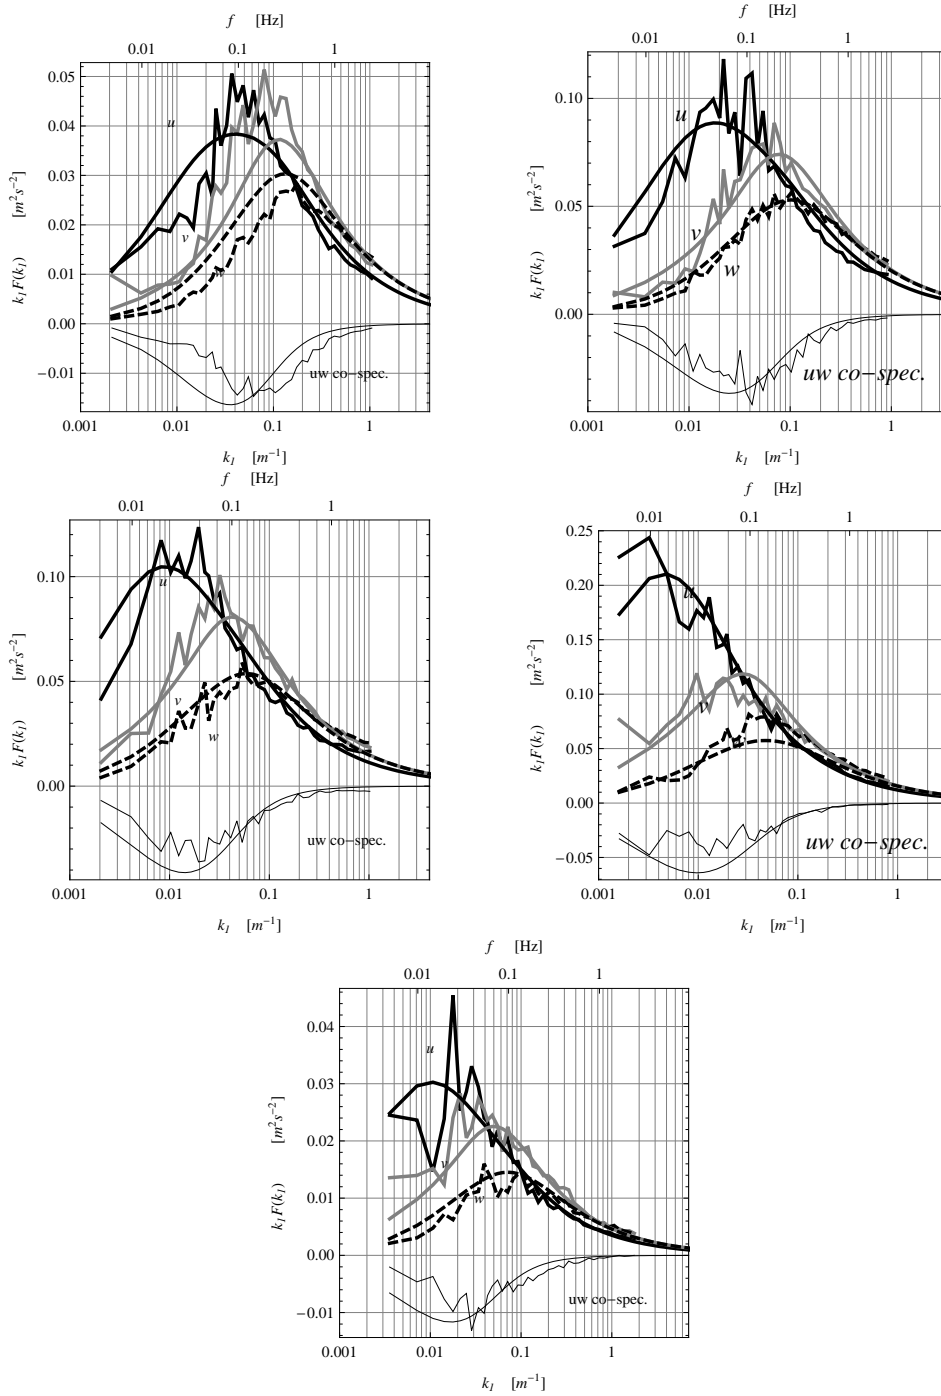 f [Hz]
0.01 0.1 1
0.05
0.04
0.03
0.02
0.01
0.00
−0.01
k₁F(k₁) [m²s⁻²]
u
v
w
uw co−spec.
0.001 0.01 0.1 1
k₁ [m⁻¹]
f [Hz]
0.01 0.1 1
0.10
0.05
0.00
k₁F(k₁) [m²s⁻²]
u
v
w
uw co−spec.
0.001 0.01 0.1 1
k₁ [m⁻¹]
f [Hz]
0.01 0.1 1
0.10
0.05
0.00
k₁F(k₁) [m²s⁻²]
u
v
w
uw co−spec.
0.001 0.01 0.1 1
k₁ [m⁻¹]
f [Hz]
0.01 0.1 1
0.25
0.20
0.15
0.10
0.05
0.00
−0.05
k₁F(k₁) [m²s⁻²]
u
v
uw co−spec.
0.001 0.01 0.1 1
k₁ [m⁻¹]
f [Hz]
0.01 0.1 1
0.04
0.03
0.02
0.01
0.00
−0.01
k₁F(k₁) [m²s⁻²]
u
v
w
uw co−spec.
0.001 0.01 0.1 1
k₁ [m⁻¹]